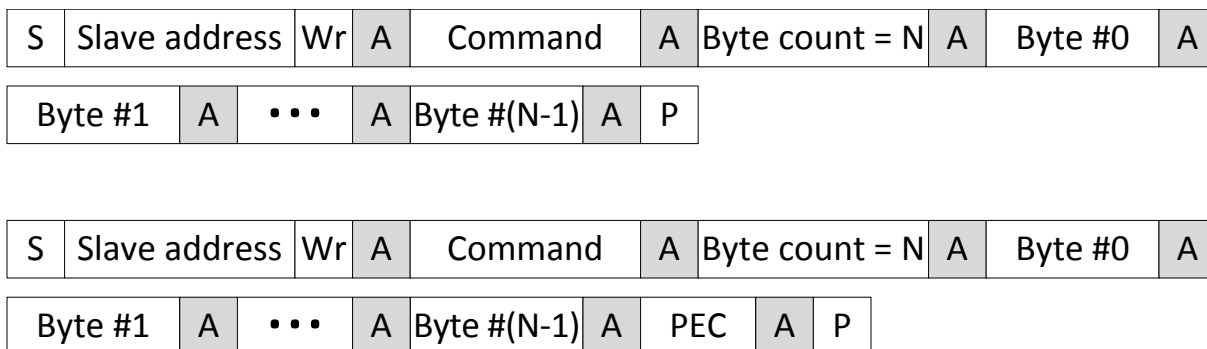 S Slave address Wr A Command A Byte count = N A Byte #0 A
Byte #1 A ••• A Byte #(N-1) A P
S Slave address Wr A Command A Byte count = N A Byte #0 A
Byte #1 A ••• A Byte #(N-1) A PEC A P